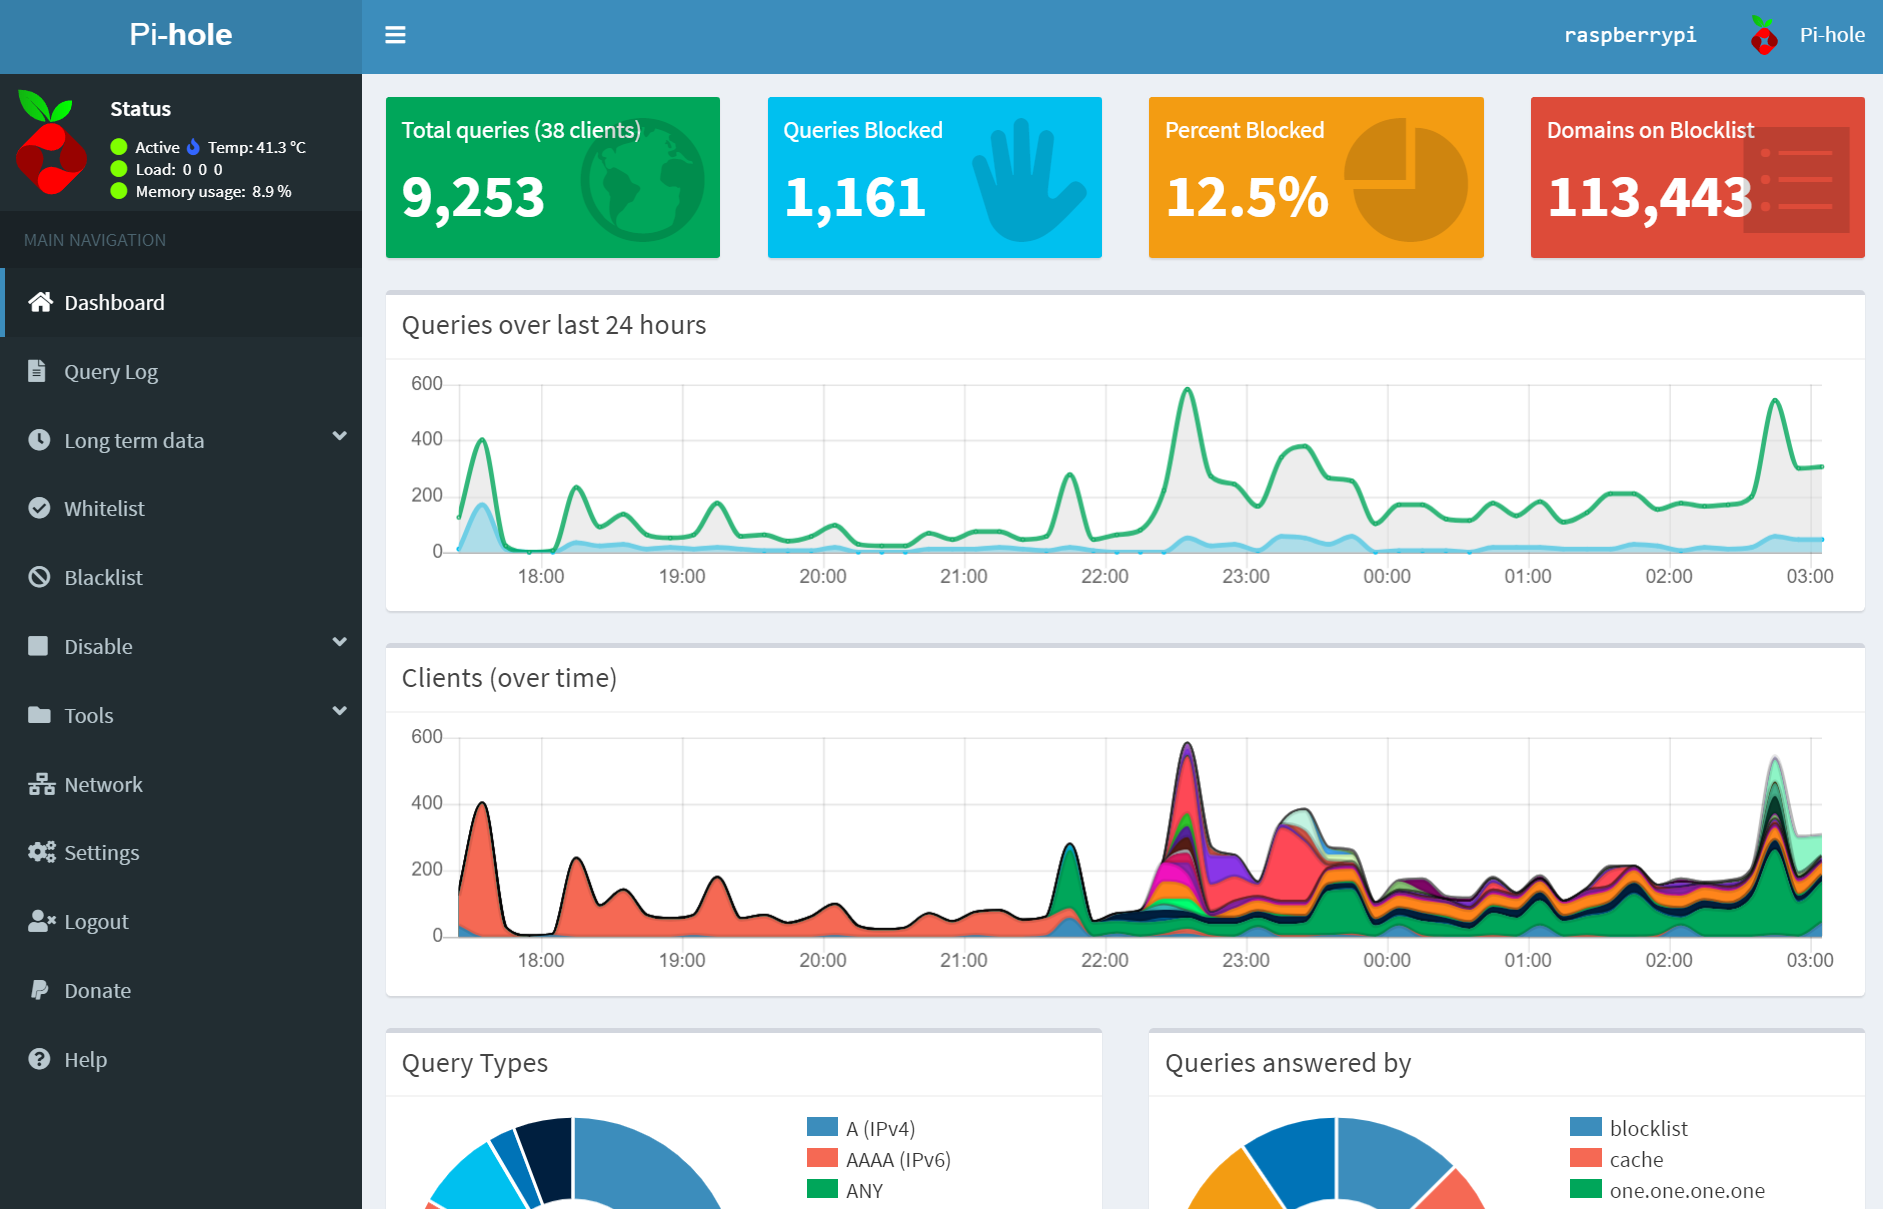 Pi-hole
raspberrypi
Pi-hole
Status
Active Temp: 41.3 °C
Load: 0 0 0
Memory usage: 8.9 %
MAIN NAVIGATION
Dashboard
Query Log
Long term data
Whitelist
Blacklist
Disable
Tools
Network
Settings
Logout
Donate
Help
Total queries (38 clients)
9,253
Queries Blocked
1,161
Percent Blocked
12.5%
Domains on Blocklist
113,443
Queries over last 24 hours
600
400
200
0
18:00 19:00 20:00 21:00 22:00 23:00 00:00 01:00 02:00 03:00
Clients (over time)
600
400
200
0
18:00 19:00 20:00 21:00 22:00 23:00 00:00 01:00 02:00 03:00
Query Types
A (IPv4)
AAAA (IPv6)
ANY
Queries answered by
blocklist
cache
one.one.one.one